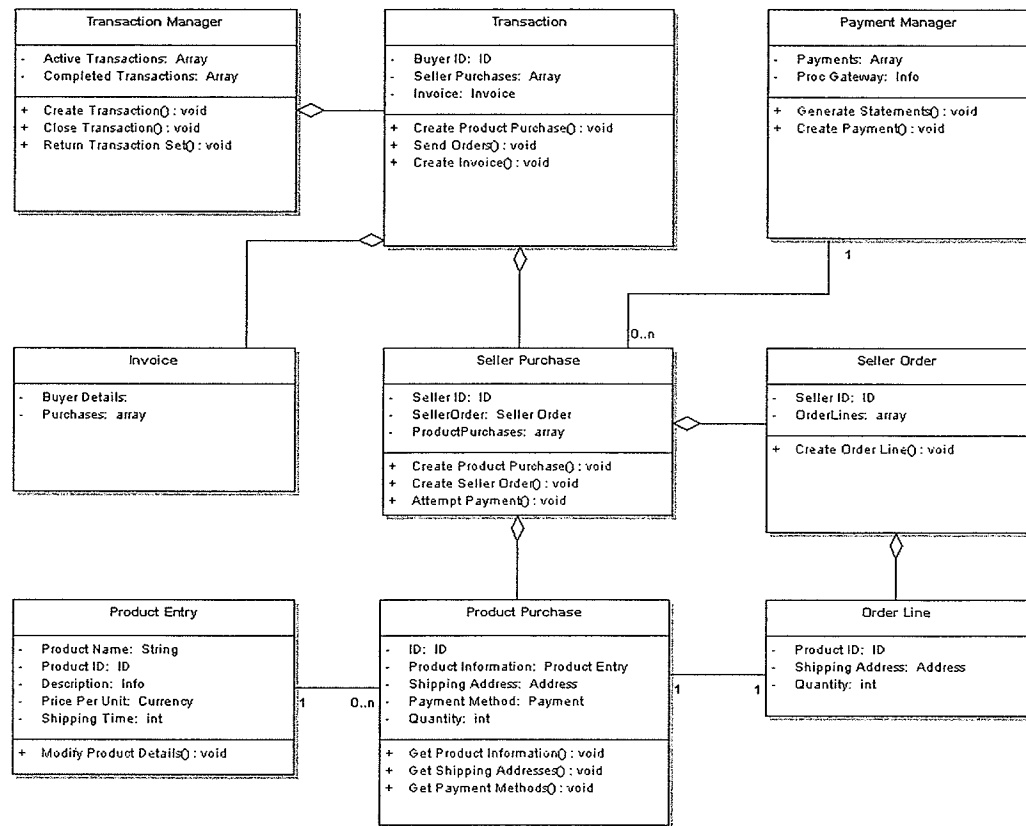 Transaction Manager
- Active Transactions: Array
- Completed Transactions: Array
+ Create Transaction() : void
+ Close Transaction() : void
+ Return Transaction Set() : void
Transaction
- Buyer ID: ID
- Seller Purchases: Array
- Invoice: Invoice
+ Create Product Purchase() : void
+ Send Orders() : void
+ Create Invoice() : void
Payment Manager
- Payments: Array
- Proc Gateway: Info
+ Generate Statements() : void
+ Create Payment() : void
1
0..n
Invoice
- Buyer Details:
- Purchases: array
Seller Purchase
- Seller ID: ID
- SellerOrder: Seller Order
- ProductPurchases: array
+ Create Product Purchase() : void
+ Create Seller Order() : void
+ Attempt Payment() : void
Seller Order
- Seller ID: ID
- OrderLines: array
+ Create Order Line() : void
Product Entry
- Product Name: String
- Product ID: ID
- Description: Info
- Price Per Unit: Currency
- Shipping Time: int
+ Modify Product Details() : void
1
0..n
Product Purchase
- ID: ID
- Product Information: Product Entry
- Shipping Address: Address
- Payment Method: Payment
- Quantity: int
+ Get Product Information() : void
+ Get Shipping Addresses() : void
+ Get Payment Methods() : void
1
1
Order Line
- Product ID: ID
- Shipping Address: Address
- Quantity: int